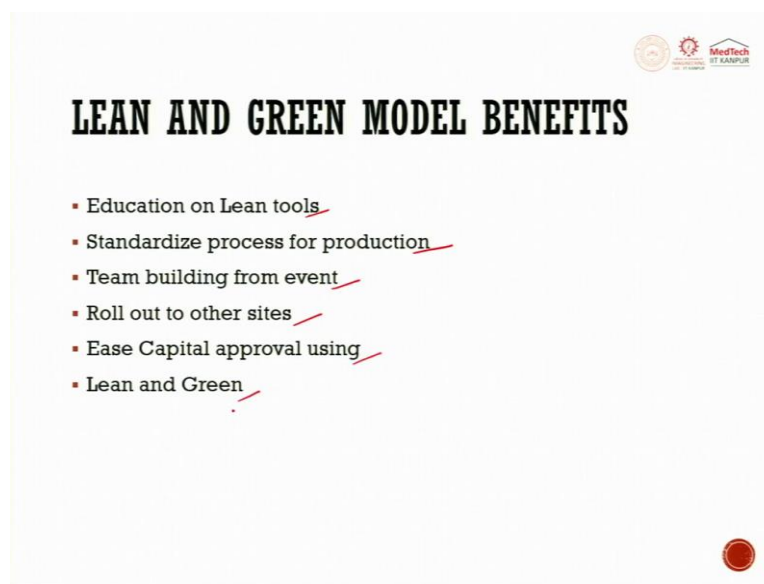 MedTech
IIT KANPUR
LEAN AND GREEN MODEL BENEFITS
▪ Education on Lean tools
▪ Standardize process for production
▪ Team building from event
▪ Roll out to other sites
▪ Ease Capital approval using
▪ Lean and Green